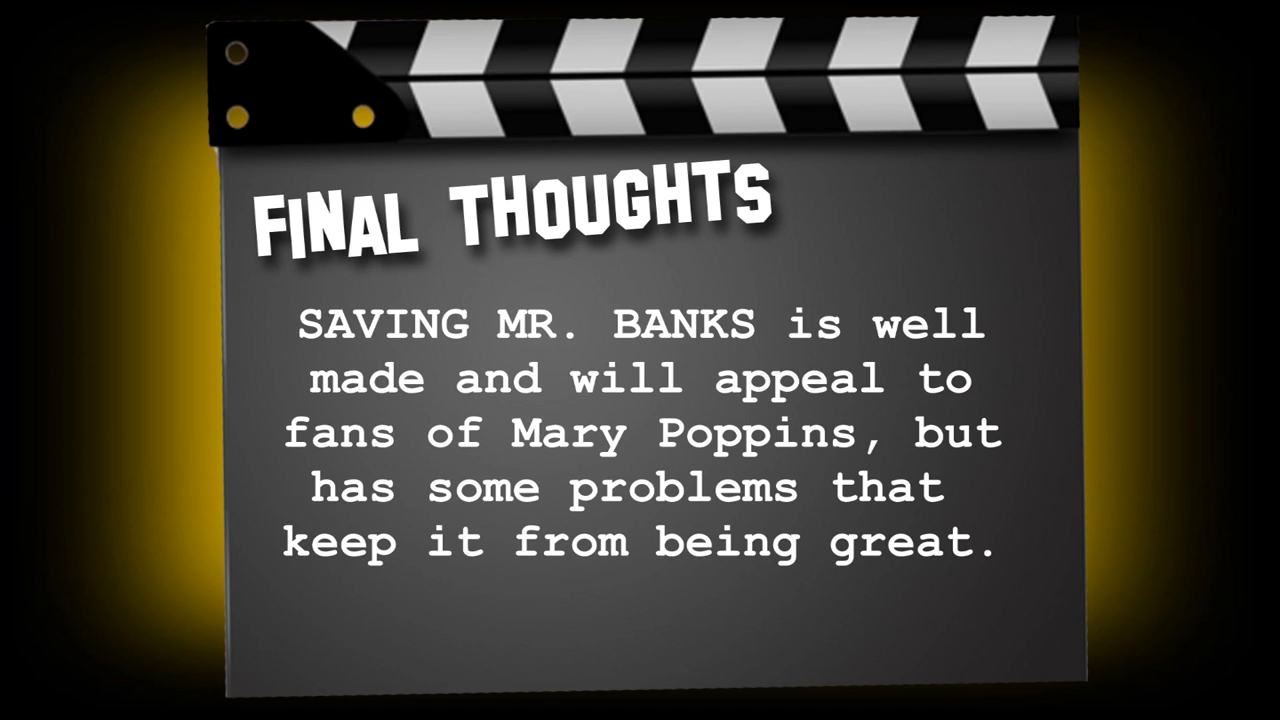 FINAL THOUGHTS
SAVING MR. BANKS is well
made and will appeal to
fans of Mary Poppins, but
has some problems that
keep it from being great.